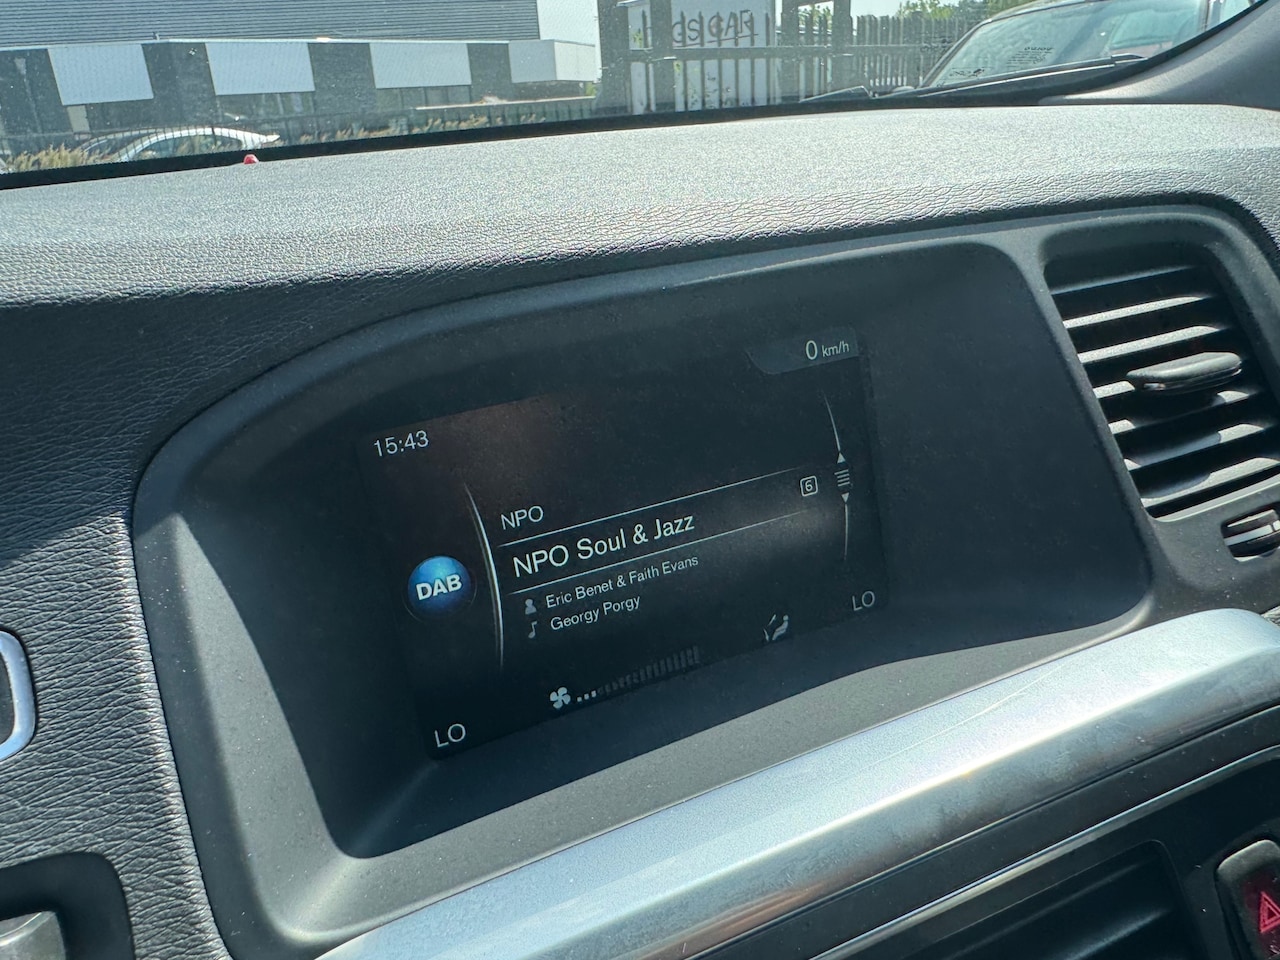 0 km/h
15:43
NPO
6
NPO Soul & Jazz
DAB
Eric Benet & Faith Evans
Georgy Porgy
LO
LO